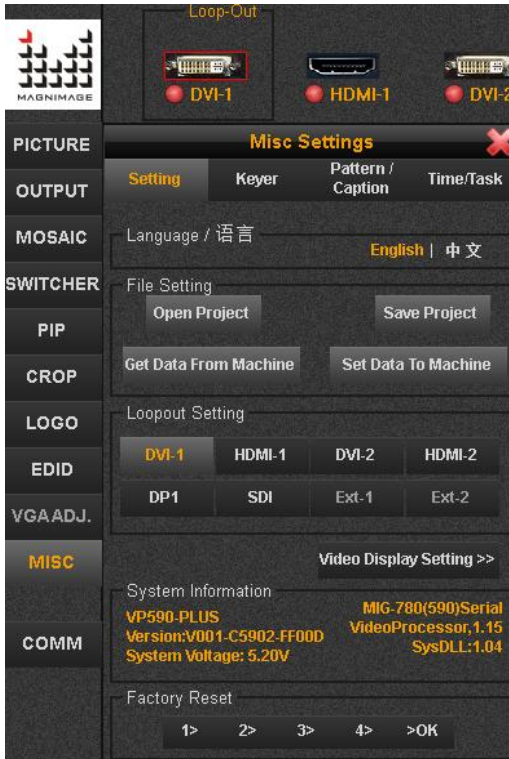 Loop-Out
MAGNIMAGE
DVI-1
HDMI-1
PICTURE
OUTPUT
MOSAIC
SWITCHER
PIP
CROP
LOGO
EDID
VGAADJ.
MISC
COMM
Misc Settings
Setting
Keyer
Pattern /
Caption
Time/Task
Language / 语言
English | 中文
File Setting
Open Project
Save Project
Get Data From Machine
Set Data To Machine
Loopout Setting
DVI-1
HDMI-1
DVI-2
HDMI-2
DP1
SDI
Ext-1
Ext-2
Video Display Setting >>
System Information
VP590-PLUS
Version:V001-C5902-FF00D
System Voltage: 5.20V
MIG-780(590)Serial
VideoProcessor,1.15
SysDLL:1.04
Factory Reset
1> 2> 3> 4> >OK